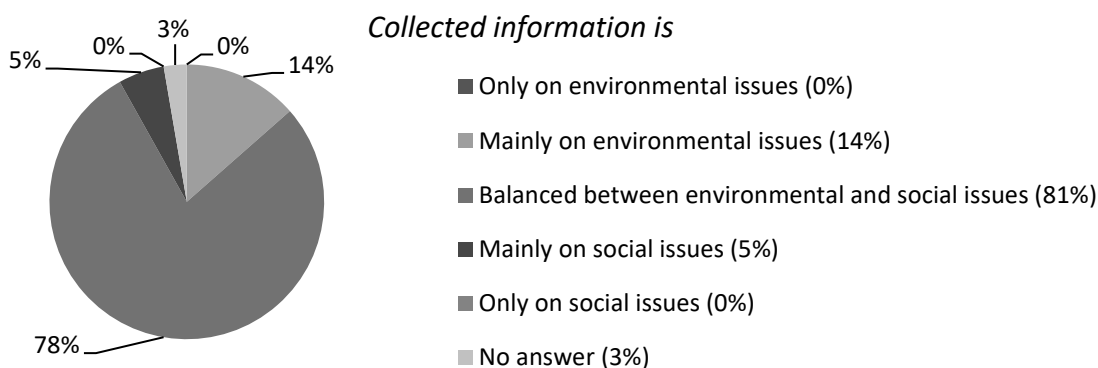 Collected information is
3%
0%
0%
5%
14%
78%
Only on environmental issues (0%)
Mainly on environmental issues (14%)
Balanced between environmental and social issues (81%)
Mainly on social issues (5%)
Only on social issues (0%)
No answer (3%)